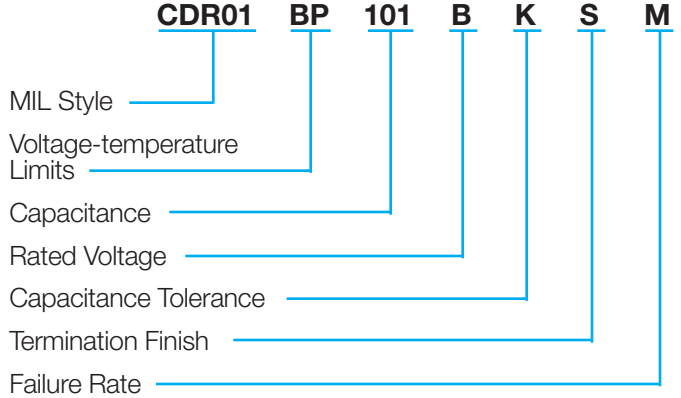 CDR01 BP 101 B K S M
MIL Style
Voltage-temperature
Limits
Capacitance
Rated Voltage
Capacitance Tolerance
Termination Finish
Failure Rate